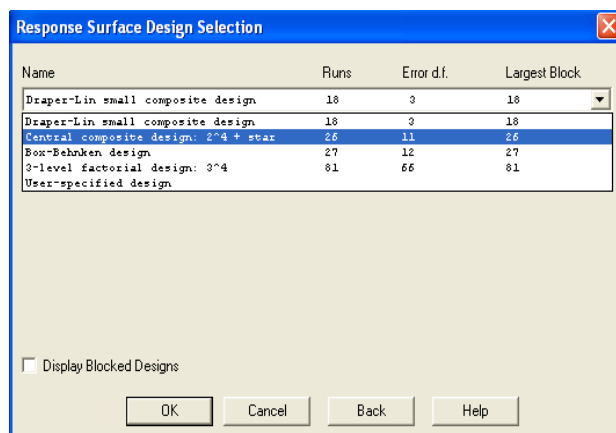 Response Surface Design Selection
Name Runs Error d.f. Largest Block
Draper-Lin small composite design 18 3 18
Draper-Lin small composite design 18 3 18
Central composite design: 2^4 + star 26 11 26
Box-Behnken design 27 12 27
3-level factorial design: 3^4 81 66 81
User-specified design
Display Blocked Designs
OK Cancel Back Help